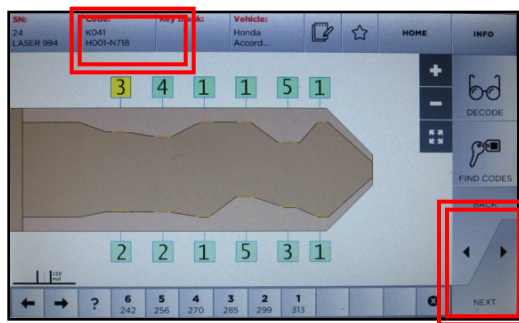 SN:
24
LASER 994
Code:
K041
H001-N718
Key Blank:
Vehicle:
Honda
Accord...
HOME
INFO
3 4 1 1 5 1
DECODE
FIND CODES
BACK
2 2 1 5 3 1
?
6
242
5
256
4
270
3
285
2
299
1
313
NEXT